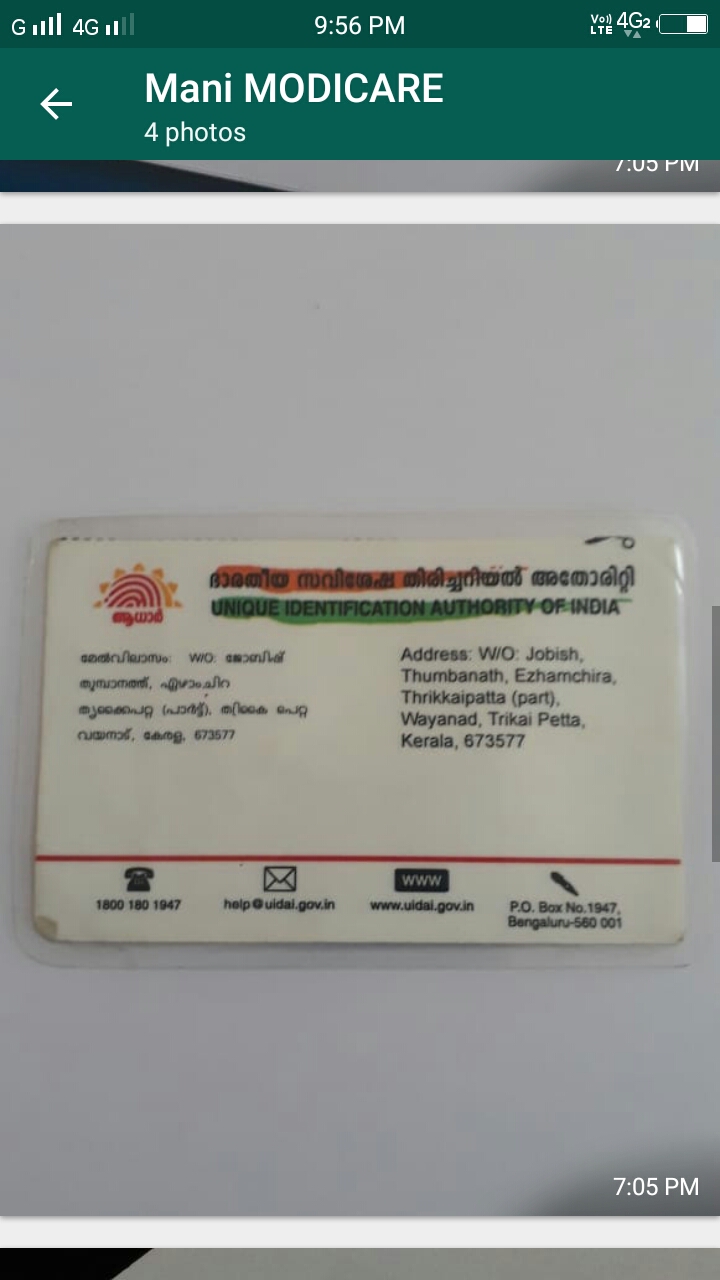 G 4G 9:56 PM Vo)) LTE 4G2
Mani MODICARE
4 photos
7:05 PM
ഭാരതീയ സവിശേഷ തിരിച്ചറിയൽ അതോരിറ്റി
UNIQUE IDENTIFICATION AUTHORITY OF INDIA
ആധാർ
മേൽവിലാസം: W/O: ജോബിഷ്
തുമ്പാനത്ത്, ഏഴാംചിറ
തൃക്കൈപറ്റ (പാർട്ട്), ത്രികൈ പെറ്റ
വയനാട്, കേരള, 673577
Address: W/O: Jobish,
Thumbanath, Ezhamchira,
Thrikkaipatta (part),
Wayanad, Trikai Petta,
Kerala, 673577
1800 180 1947
help@uidai.gov.in
WWW
www.uidai.gov.in
P.O. Box No.1947,
Bengaluru-560 001
7:05 PM